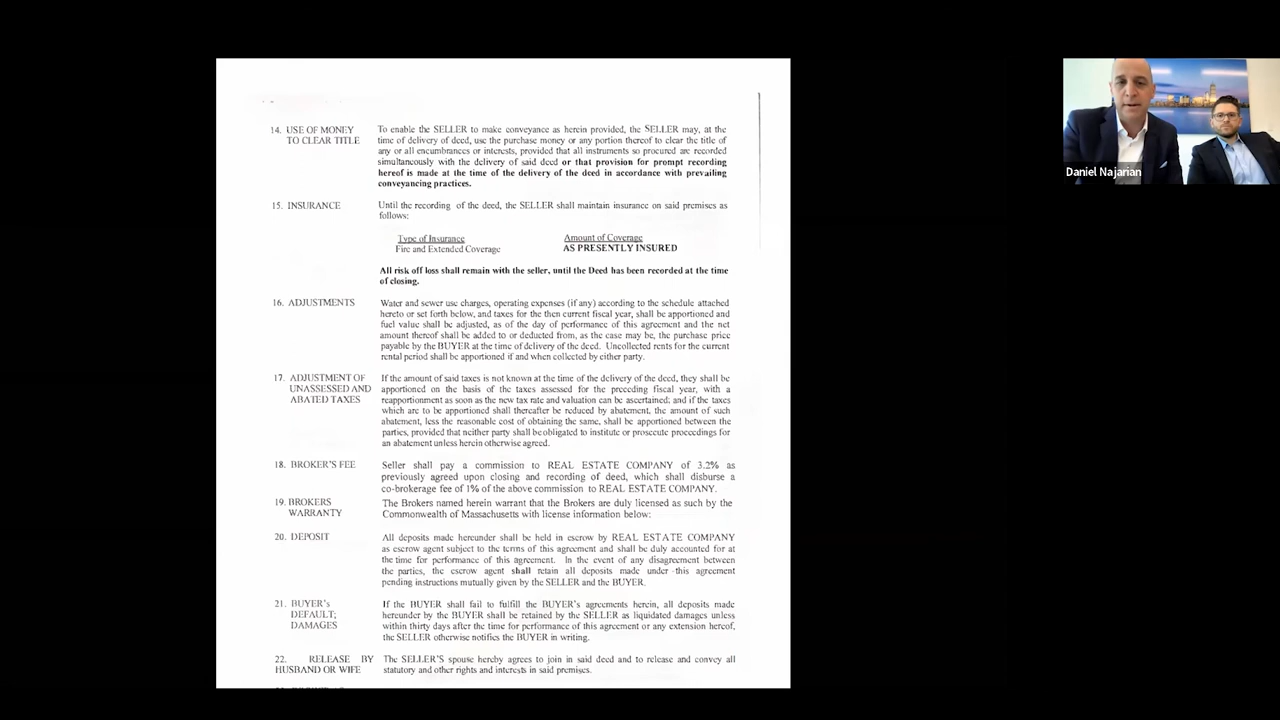 14. USE OF MONEY
TO CLEAR TITLE
To enable the SELLER to make conveyance as herein provided, the SELLER may, at the
time of delivery of deed, use the purchase money or any portion thereof to clear the title of
any or all encumbrances or interests, provided that all instruments so procured are recorded
simultaneously with the delivery of said deed or that provision for prompt recording
hereof is made at the time of the delivery of the deed in accordance with prevailing
conveyancing practices.
15. INSURANCE
Until the recording of the deed, the SELLER shall maintain insurance on said premises as
follows:
Type of Insurance
Amount of Coverage
Fire and Extended Coverage
AS PRESENTLY INSURED
All risk off loss shall remain with the seller, until the Deed has been recorded at the time
of closing.
16. ADJUSTMENTS
Water and sewer use charges, operating expenses (if any) according to the schedule attached
hereto or set forth below, and taxes for the then current fiscal year, shall be apportioned and
fuel value shall be adjusted, as of the day of performance of this agreement and the net
amount thereof shall be added to or deducted from, as the case may be, the purchase price
payable by the BUYER at the time of delivery of the deed. Uncollected rents for the current
rental period shall be apportioned if and when collected by either party.
17. ADJUSTMENT OF
UNASSESSED AND
ABATED TAXES
If the amount of said taxes is not known at the time of the delivery of the deed, they shall be
apportioned on the basis of the taxes assessed for the preceding fiscal year, with a
reapportionment as soon as the new tax rate and valuation can be ascertained; and if the taxes
which are to be apportioned shall thereafter be reduced by abatement, the amount of such
abatement, less the reasonable cost of obtaining the same, shall be apportioned between the
parties, provided that neither party shall be obligated to institute or prosecute proceedings for
an abatement unless herein otherwise agreed.
18. BROKER'S FEE
Seller shall pay a commission to REAL ESTATE COMPANY of 3.2% as
previously agreed upon closing and recording of deed, which shall disburse a
co-brokerage fee of 1% of the above commission to REAL ESTATE COMPANY.
19. BROKERS
WARRANTY
The Brokers named herein warrant that the Brokers are duly licensed as such by the
Commonwealth of Massachusetts with license information below:
20. DEPOSIT
All deposits made hereunder shall be held in escrow by REAL ESTATE COMPANY
as escrow agent subject to the terms of this agreement and shall be duly accounted for at
the time for performance of this agreement. In the event of any disagreement between
the parties, the escrow agent shall retain all deposits made under this agreement
pending instructions mutually given by the SELLER and the BUYER.
21. BUYER's
DEFAULT;
DAMAGES
If the BUYER shall fail to fulfill the BUYER's agreements herein, all deposits made
hereunder by the BUYER shall be retained by the SELLER as liquidated damages unless
within thirty days after the time for performance of this agreement or any extension hereof,
the SELLER otherwise notifies the BUYER in writing.
22. RELEASE BY
HUSBAND OR WIFE
The SELLER'S spouse hereby agrees to join in said deed and to release and convey all
statutory and other rights and interests in said premises.
Daniel Najarian